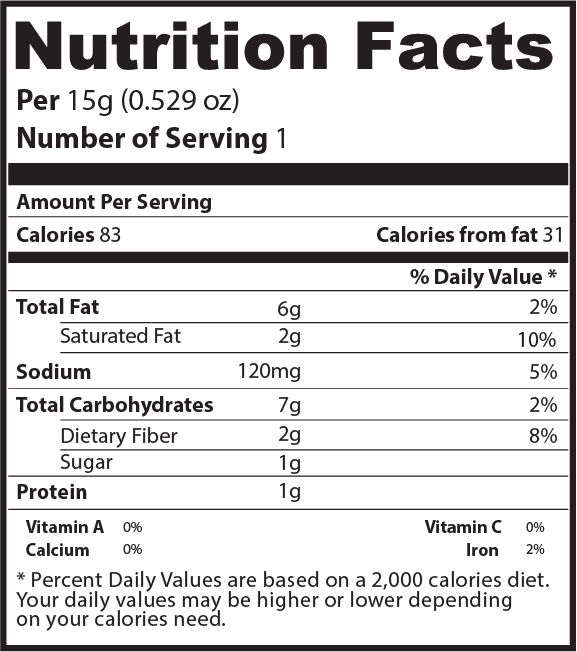 Nutrition Facts
Per 15g (0.529 oz)
Number of Serving 1
Amount Per Serving
Calories 83 Calories from fat 31
% Daily Value *
Total Fat 6g 2%
Saturated Fat 2g 10%
Sodium 120mg 5%
Total Carbohydrates 7g 2%
Dietary Fiber 2g 8%
Sugar 1g
Protein 1g
Vitamin A 0% Vitamin C 0%
Calcium 0% Iron 2%
* Percent Daily Values are based on a 2,000 calories diet.
Your daily values may be higher or lower depending
on your calories need.